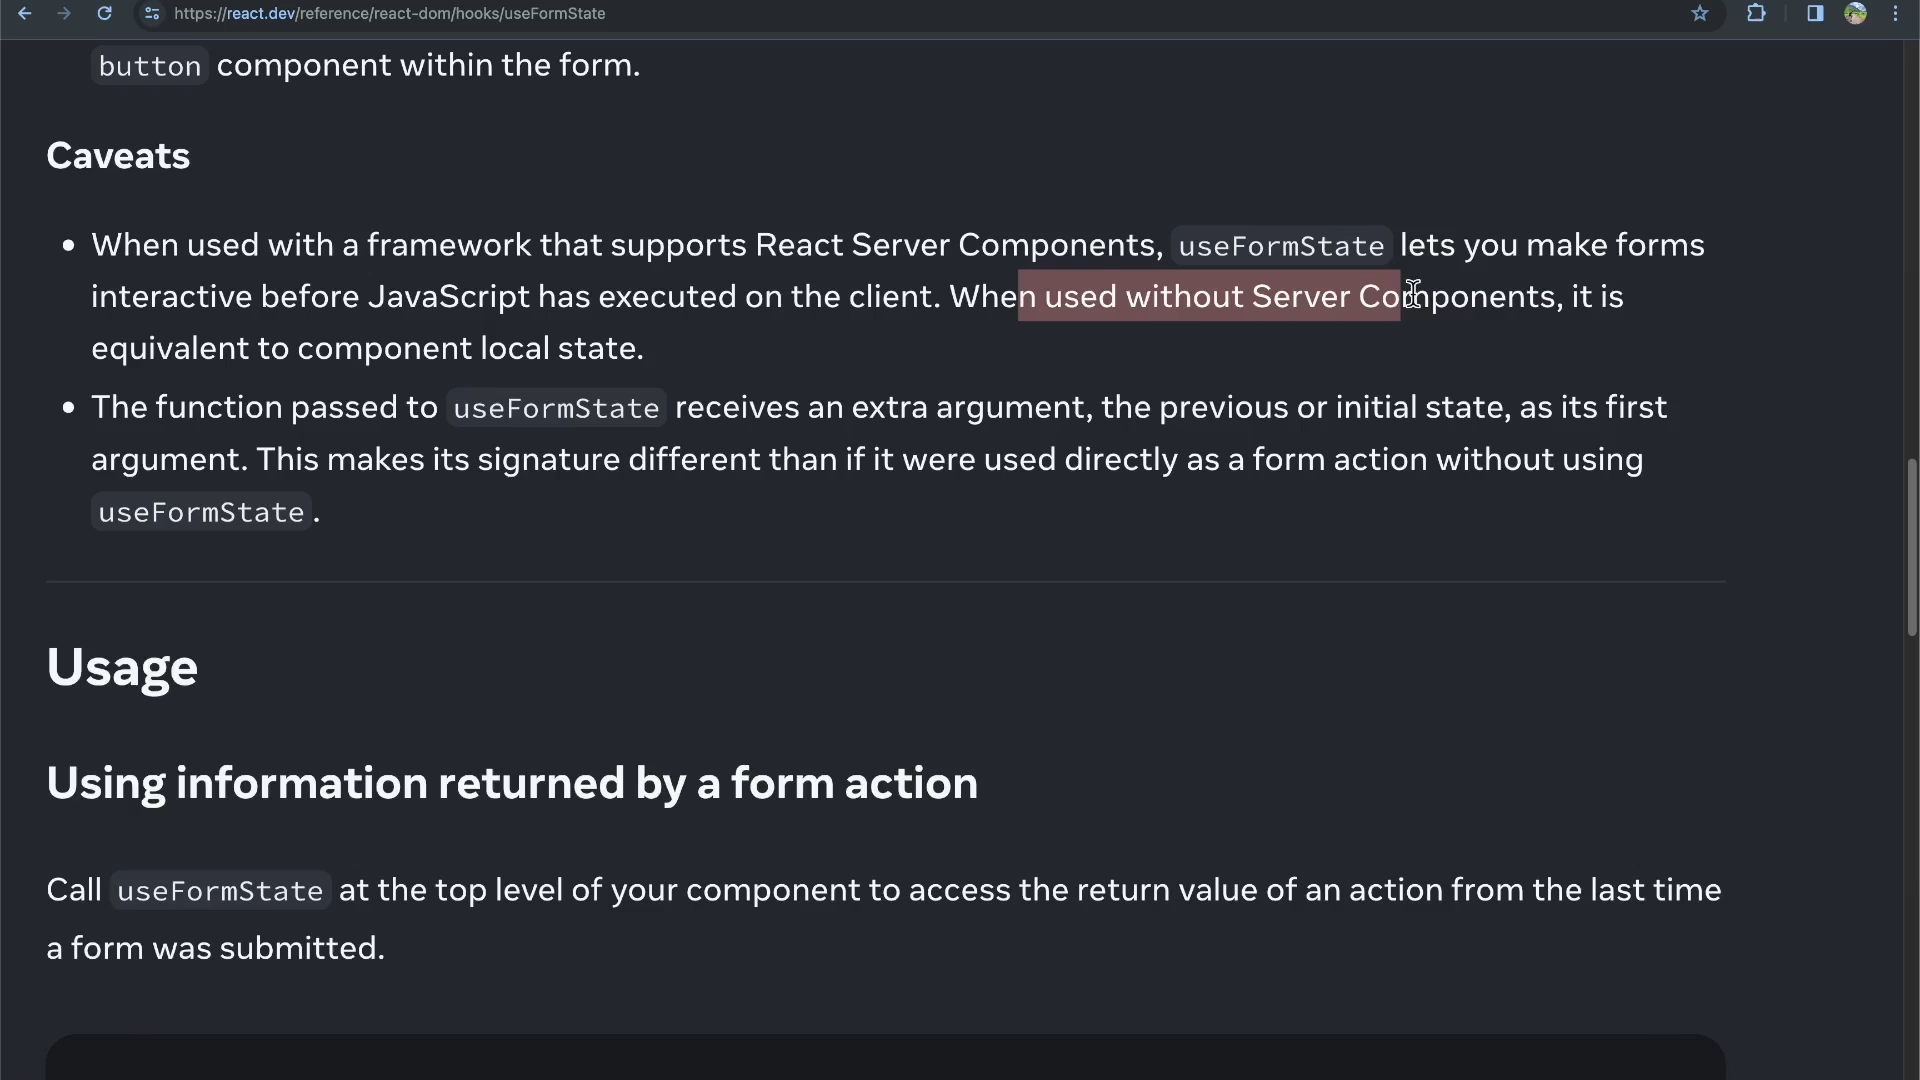 https://react.dev/reference/react-dom/hooks/useFormState
button component within the form.
Caveats
• When used with a framework that supports React Server Components, useFormState lets you make forms
interactive before JavaScript has executed on the client. When used without Server Components, it is
equivalent to component local state.
• The function passed to useFormState receives an extra argument, the previous or initial state, as its first
argument. This makes its signature different than if it were used directly as a form action without using
useFormState.
Usage
Using information returned by a form action
Call useFormState at the top level of your component to access the return value of an action from the last time
a form was submitted.